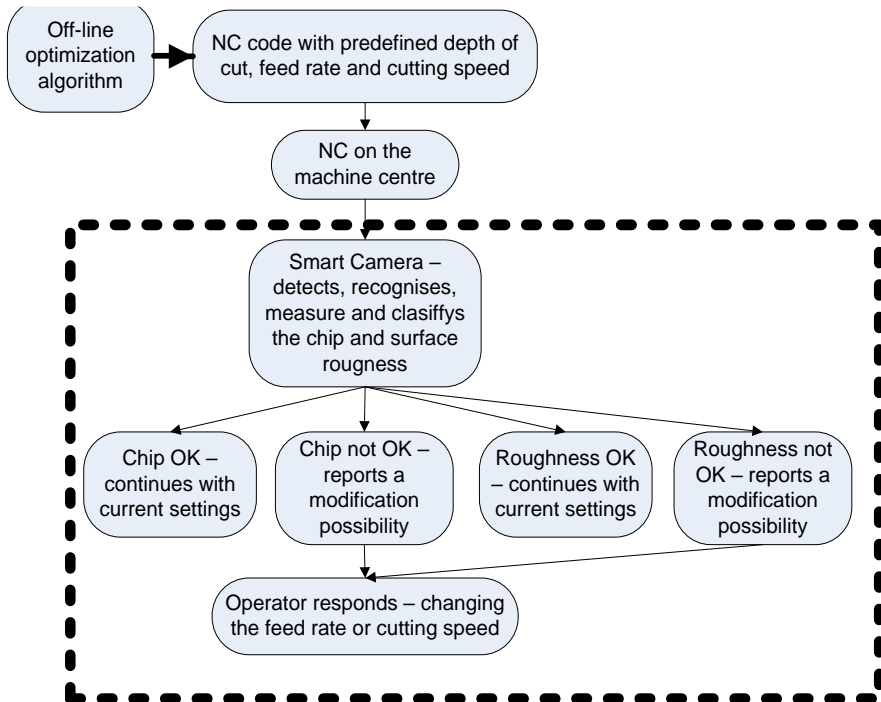 Off-line
optimization
algorithm
NC code with predefined depth of
cut, feed rate and cutting speed
NC on the
machine centre
Smart Camera –
detects, recognises,
measure and clasiffys
the chip and surface
rougness
Chip OK –
continues with
current settings
Chip not OK –
reports a
modification
possibility
Roughness OK
– continues with
current settings
Roughness not
OK – reports a
modification
possibility
Operator responds – changing
the feed rate or cutting speed